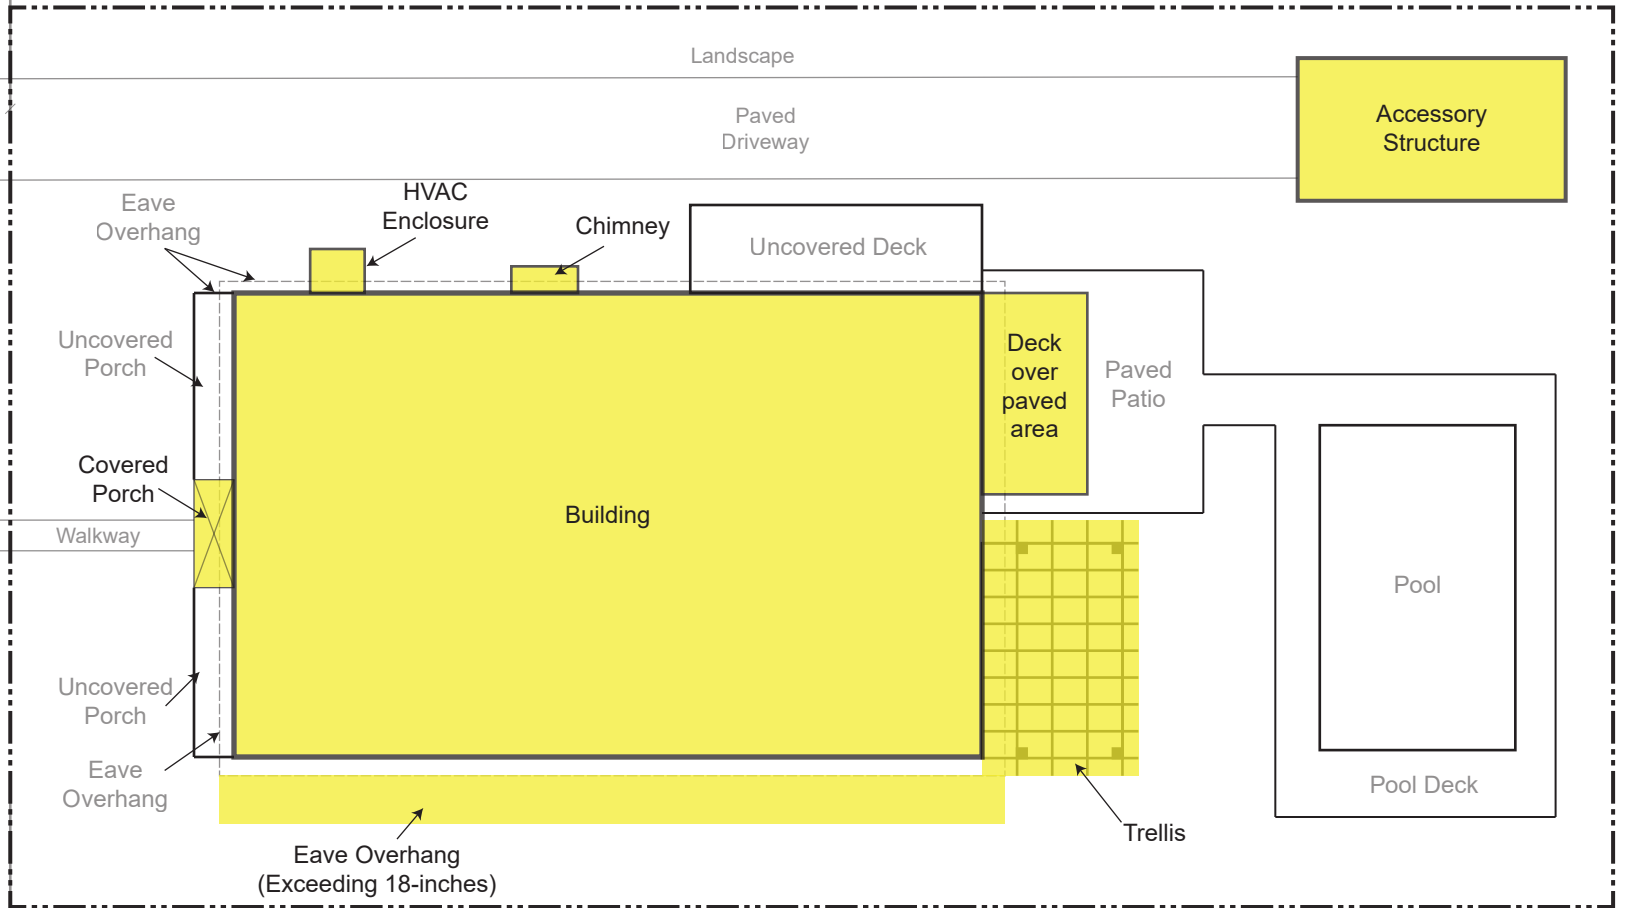 Landscape
Paved
Driveway
Accessory
Structure
Eave
Overhang
HVAC
Enclosure
Chimney
Uncovered Deck
Uncovered
Porch
Deck
over
paved
area
Paved
Patio
Covered
Porch
Walkway
Building
Pool
Uncovered
Porch
Eave
Overhang
Pool Deck
Trellis
Eave Overhang
(Exceeding 18-inches)